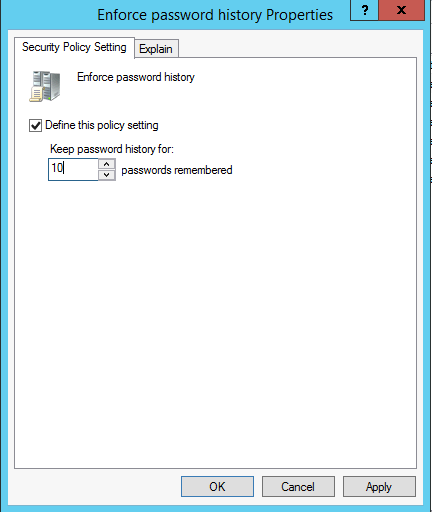 Enforce password history Properties
? x
Security Policy Setting Explain
Enforce password history
Define this policy setting
Keep password history for:
10 passwords remembered
OK Cancel Apply